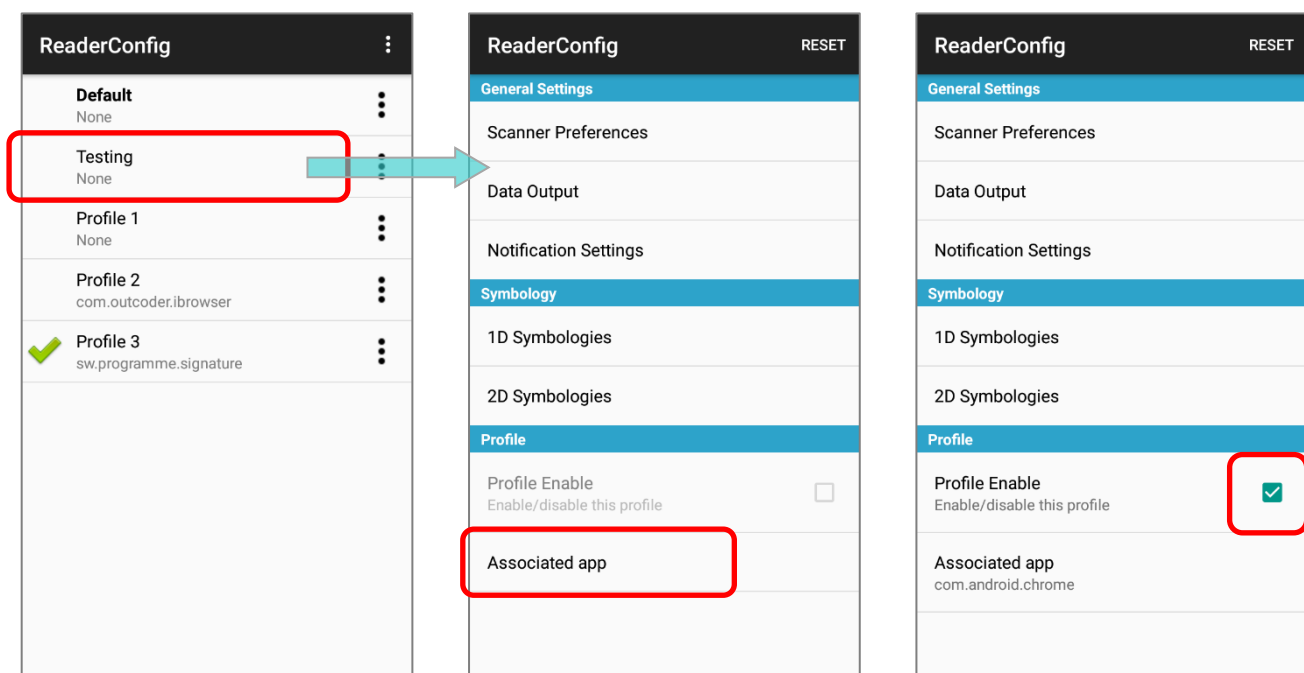 ReaderConfig
Default
None
Testing
None
Profile 1
None
Profile 2
com.outcoder.ibrowser
Profile 3
sw.programme.signature
ReaderConfig RESET
General Settings
Scanner Preferences
Data Output
Notification Settings
Symbology
1D Symbologies
2D Symbologies
Profile
Profile Enable
Enable/disable this profile
Associated app
ReaderConfig RESET
General Settings
Scanner Preferences
Data Output
Notification Settings
Symbology
1D Symbologies
2D Symbologies
Profile
Profile Enable
Enable/disable this profile
Associated app
com.android.chrome